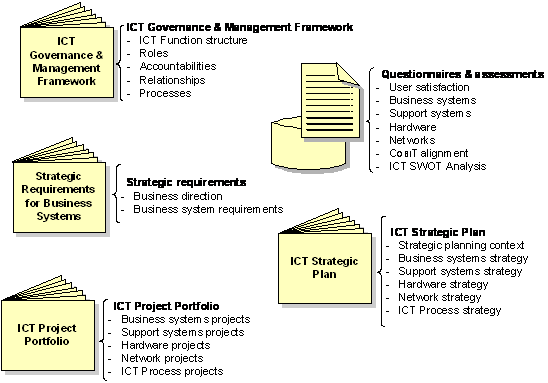 ICT
Governance &
Management
Framework
ICT Governance & Management Framework
- ICT Function structure
- Roles
- Accountabilities
- Relationships
- Processes
Questionnaires & assessments
- User satisfaction
- Business systems
- Support systems
- Hardware
- Networks
- COBIT alignment
- ICT SWOT Analysis
Strategic
Requirements
for Business
Systems
Strategic requirements
- Business direction
- Business system requirements
ICT Strategic
Plan
ICT Strategic Plan
- Strategic planning context
- Business systems strategy
- Support systems strategy
- Hardware strategy
- Network strategy
- ICT Process strategy
ICT Project
Portfolio
ICT Project Portfolio
- Business systems projects
- Support systems projects
- Hardware projects
- Network projects
- ICT Process projects